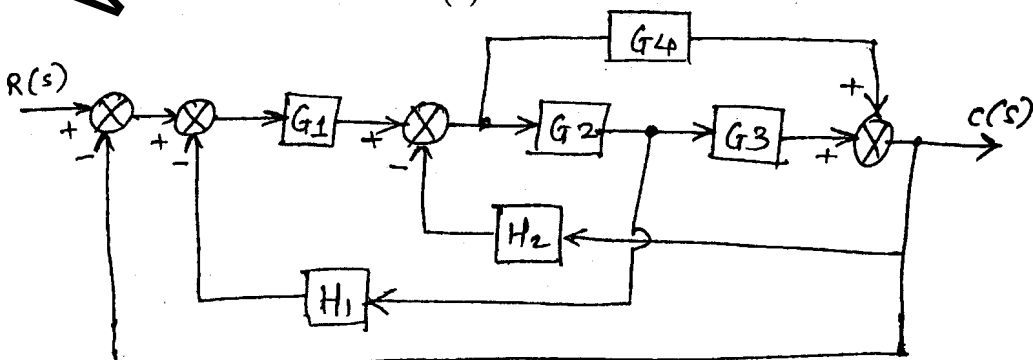 G4
R(s)
+
C(s)
G1
G2
G3
+
+
+
+
-
-
-
H2
H1